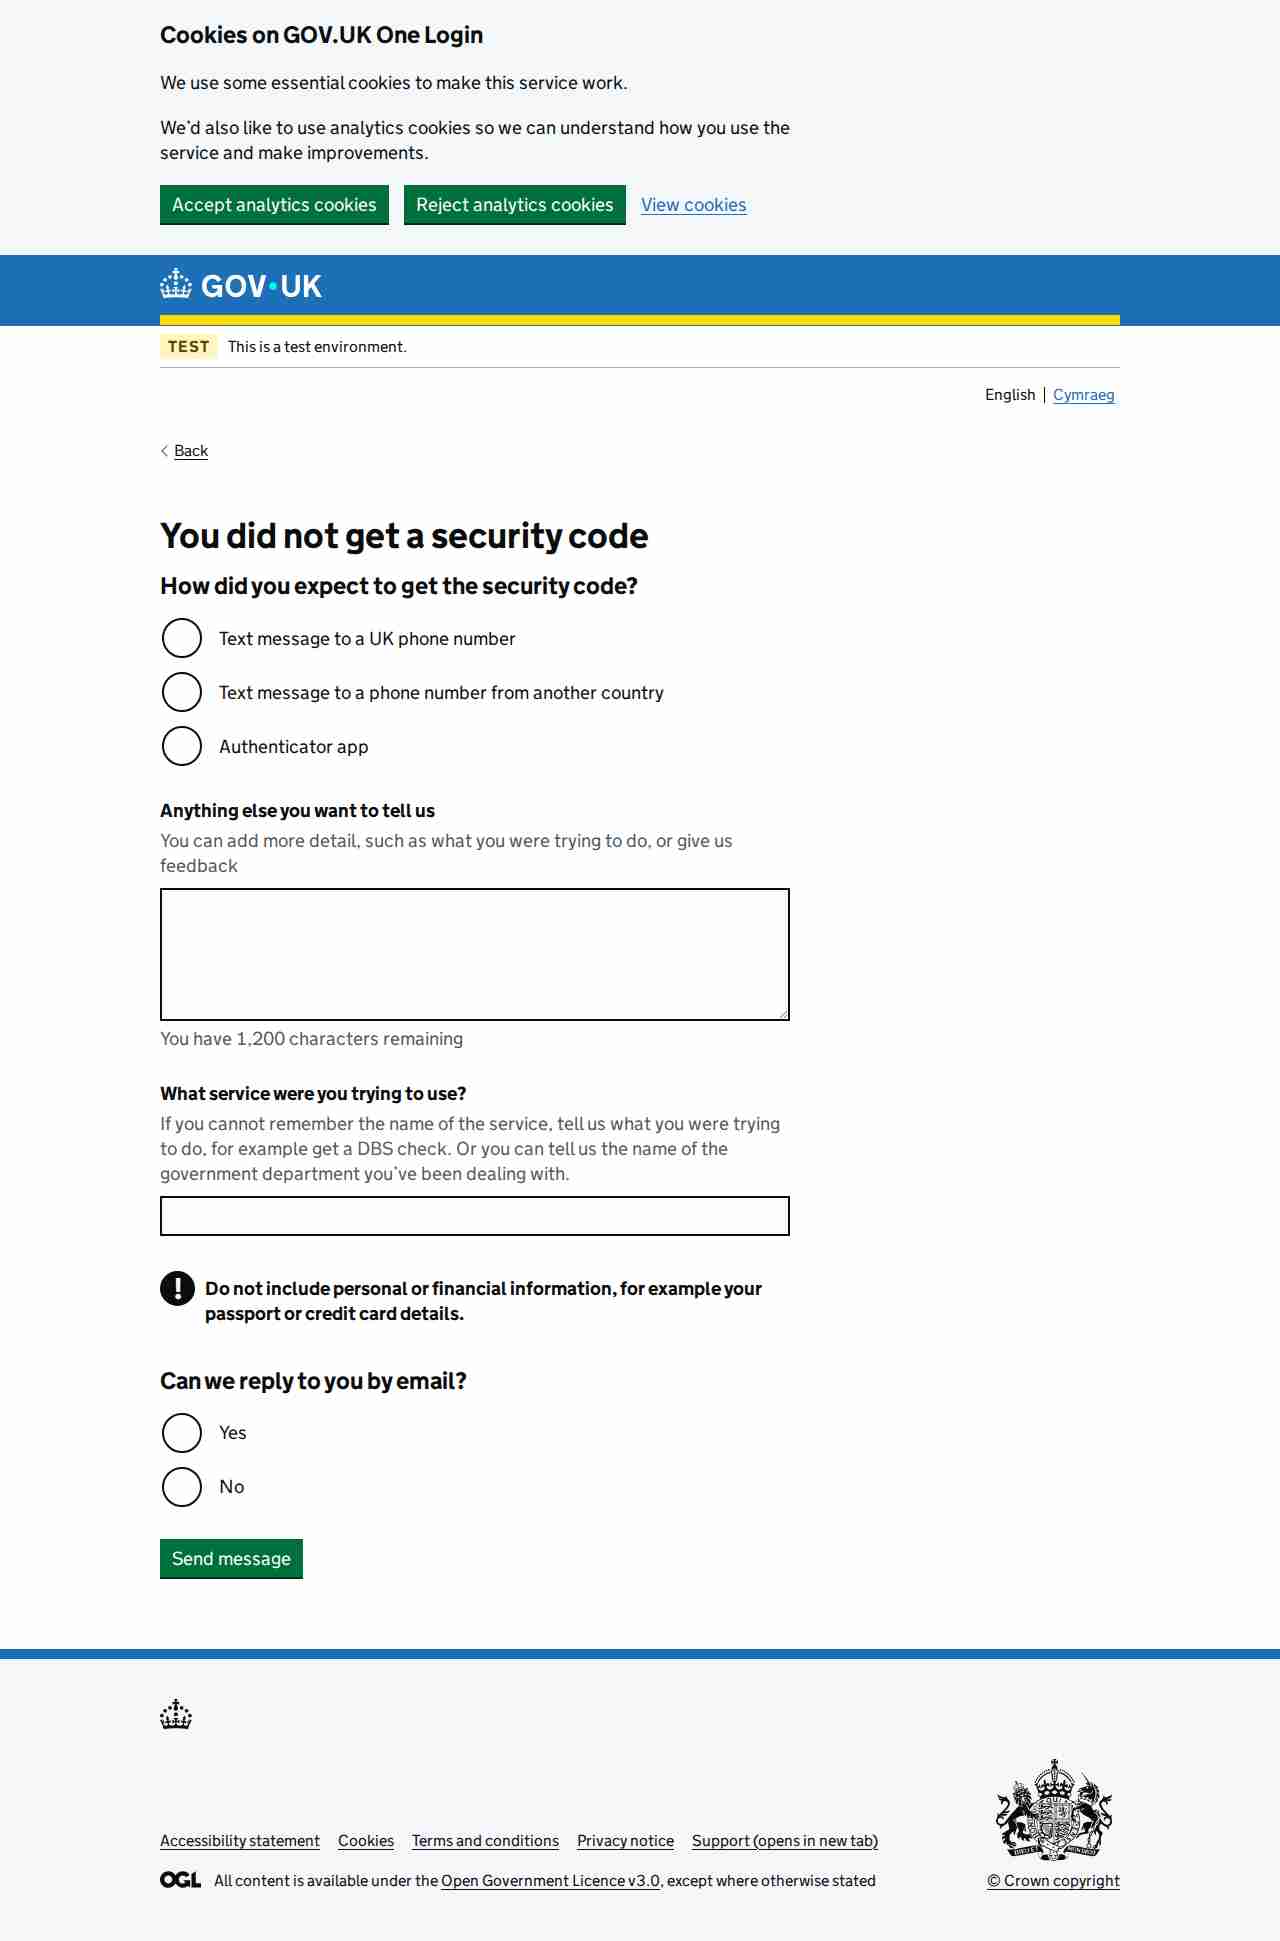 Cookies on GOV.UK One Login
We use some essential cookies to make this service work.
We’d also like to use analytics cookies so we can understand how you use the
service and make improvements.
Accept analytics cookies Reject analytics cookies View cookies
GOV·UK
TEST This is a test environment.
English Cymraeg
Back
You did not get a security code
How did you expect to get the security code?
Text message to a UK phone number
Text message to a phone number from another country
Authenticator app
Anything else you want to tell us
You can add more detail, such as what you were trying to do, or give us
feedback
You have 1,200 characters remaining
What service were you trying to use?
If you cannot remember the name of the service, tell us what you were trying
to do, for example get a DBS check. Or you can tell us the name of the
government department you’ve been dealing with.
! Do not include personal or financial information, for example your
passport or credit card details.
Can we reply to you by email?
Yes
No
Send message
Accessibility statement Cookies Terms and conditions Privacy notice Support (opens in new tab)
OGL All content is available under the Open Government Licence v3.0, except where otherwise stated
© Crown copyright